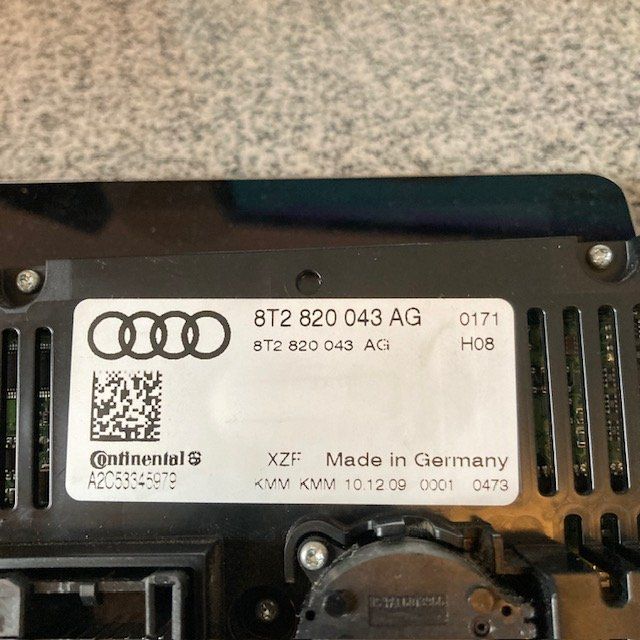 8T2 820 043 AG 0171
8T2 820 043 AG H08
Continental
A2C53345979
XZF Made in Germany
KMM KMM 10.12.09 0001 0473